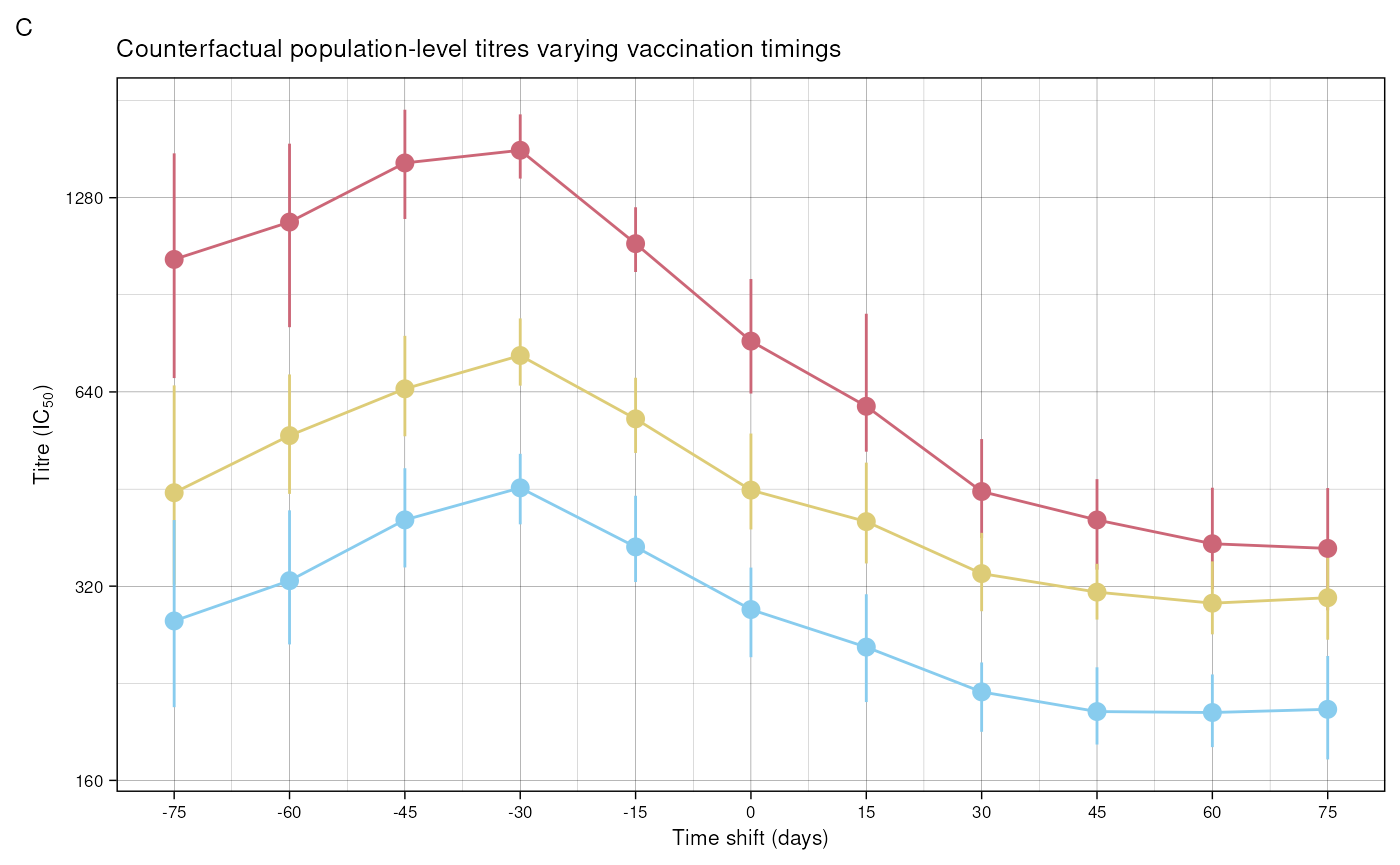 C
Counterfactual population-level titres varying vaccination timings
1280
640
320
160
Titre (IC50)
-75 -60 -45 -30 -15 0 15 30 45 60 75
Time shift (days)